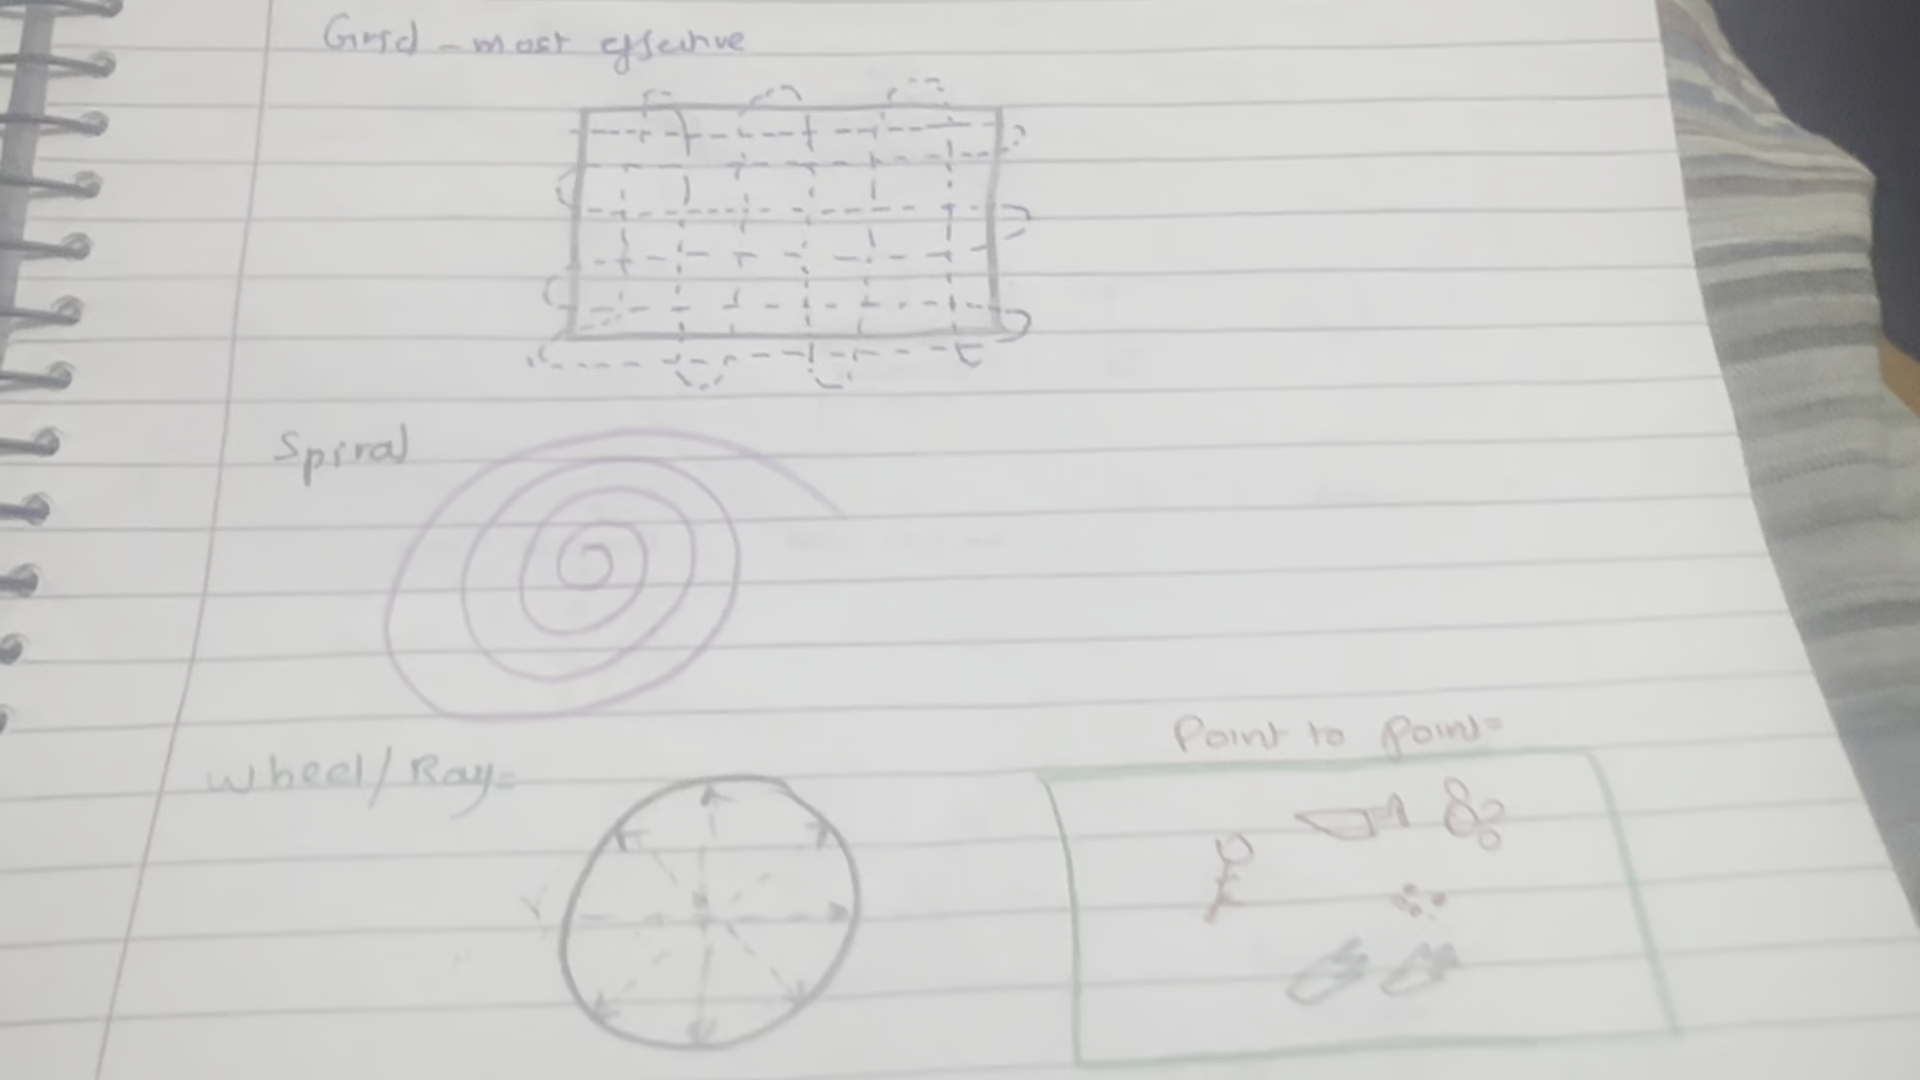 Grid - most effective
Spiral
Wheel/Ray=
Point to point=